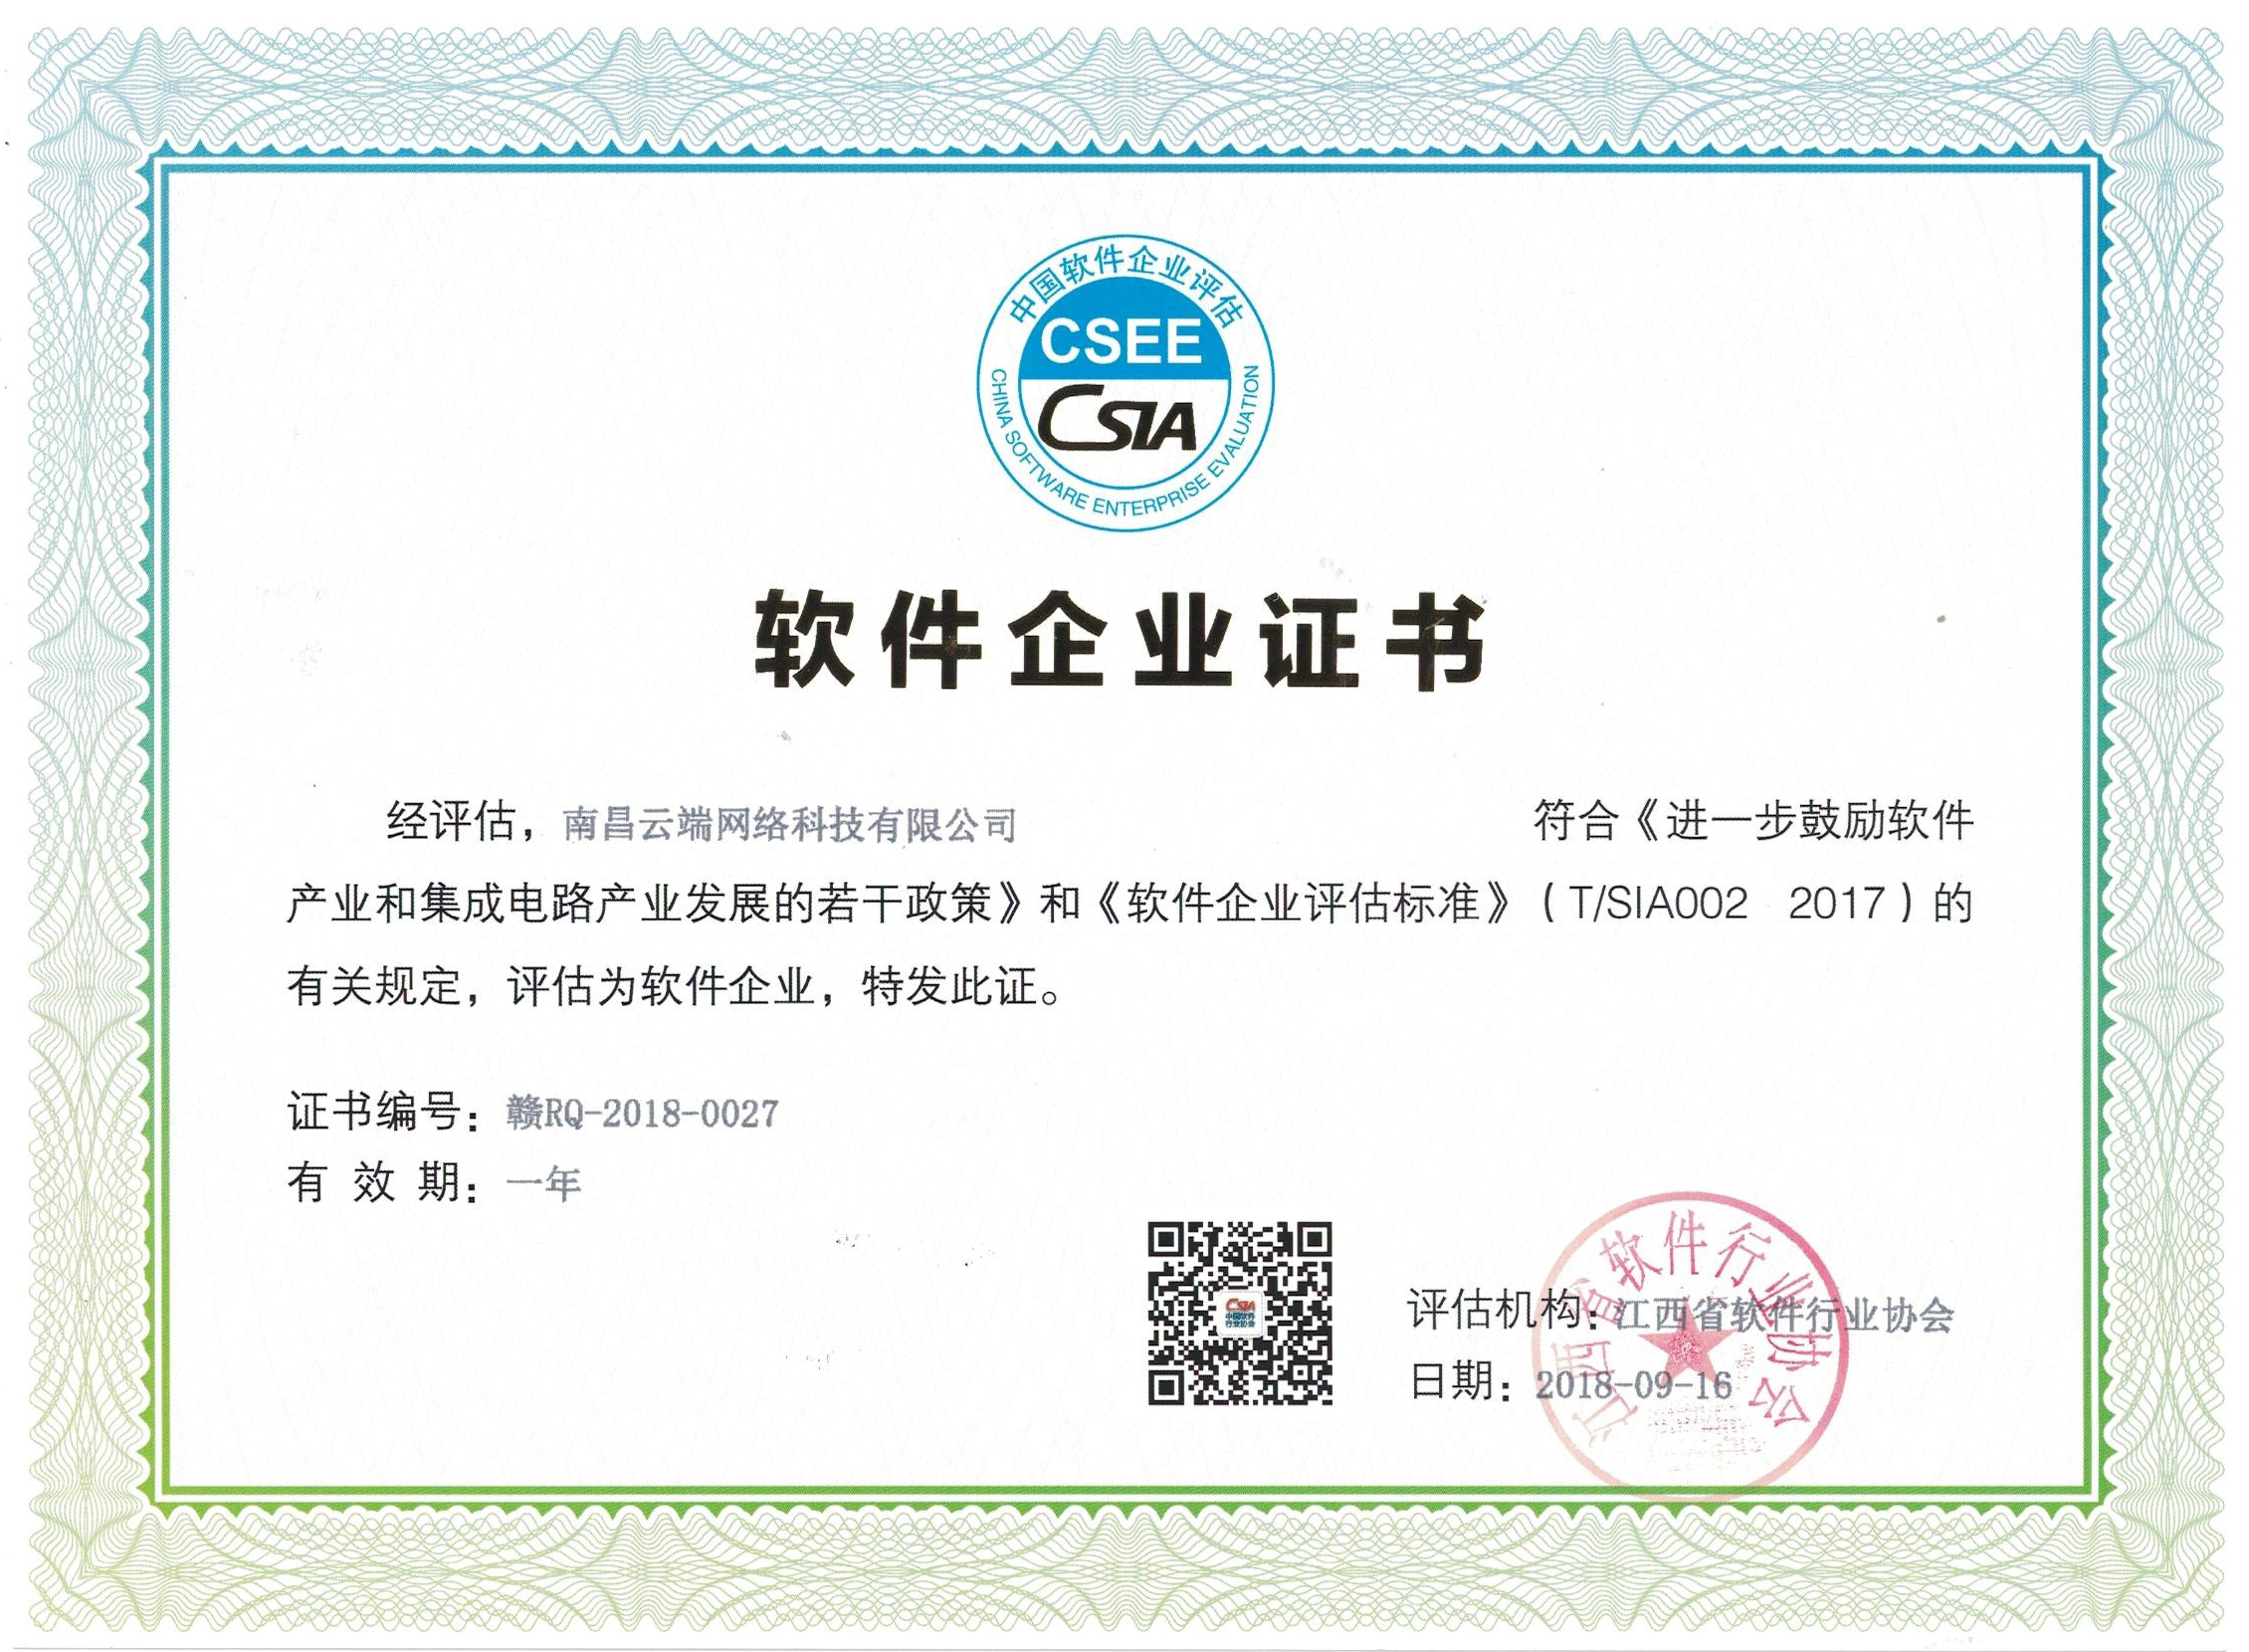 中国软件企业评估
CSEE
CSIA
CHINA SOFTWARE ENTERPRISE EVALUATION
软件企业证书
经评估，南昌云端网络科技有限公司 符合《进一步鼓励软件
产业和集成电路产业发展的若干政策》和《软件企业评估标准》（T/SIA002 2017）的
有关规定，评估为软件企业，特发此证。
证书编号：赣RQ-2018-0027
有 效 期：一年
CSIA
中国软件
行业协会
评估机构：江西省软件行业协会
日期：2018-09-16
江西省软件行业协会